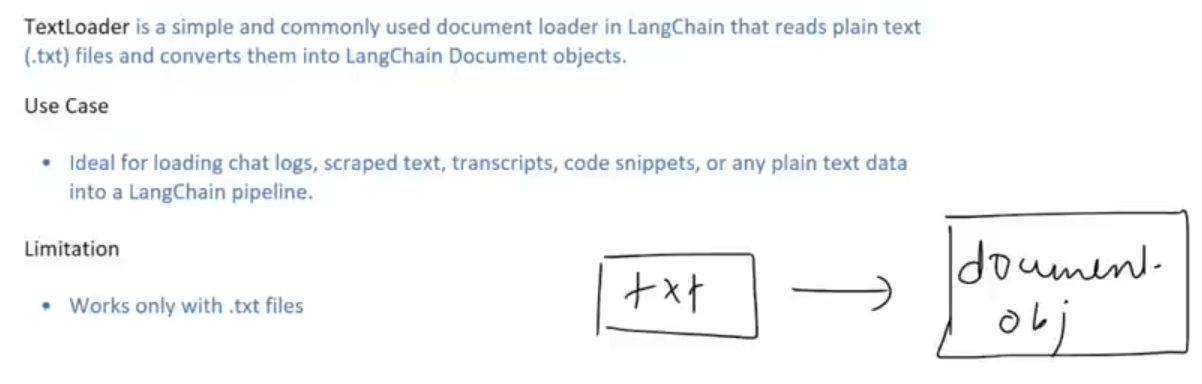 TextLoader is a simple and commonly used document loader in LangChain that reads plain text
(.txt) files and converts them into LangChain Document objects.
Use Case
• Ideal for loading chat logs, scraped text, transcripts, code snippets, or any plain text data
into a LangChain pipeline.
Limitation
• Works only with .txt files
txt
document
obj